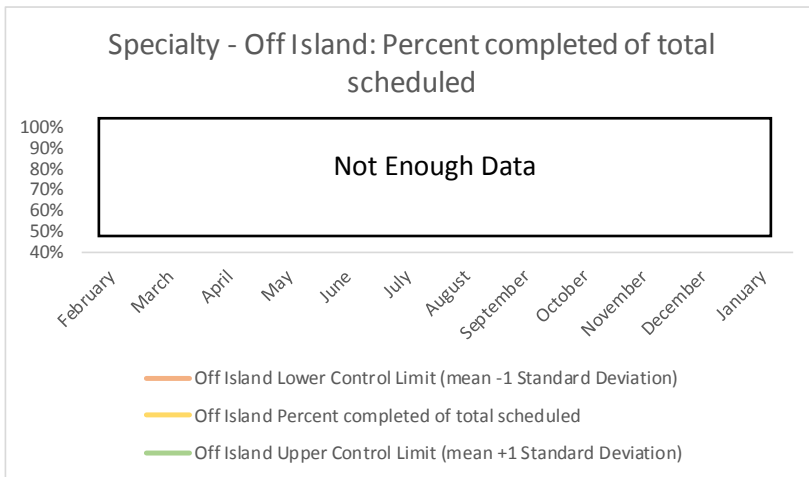 Specialty - Off Island: Percent completed of total
scheduled
100%
90%
80%
70%
60%
50%
40%
Not Enough Data
February
March
April
May
June
July
August
September
October
November
December
January
Off Island Lower Control Limit (mean -1 Standard Deviation)
Off Island Percent completed of total scheduled
Off Island Upper Control Limit (mean +1 Standard Deviation)